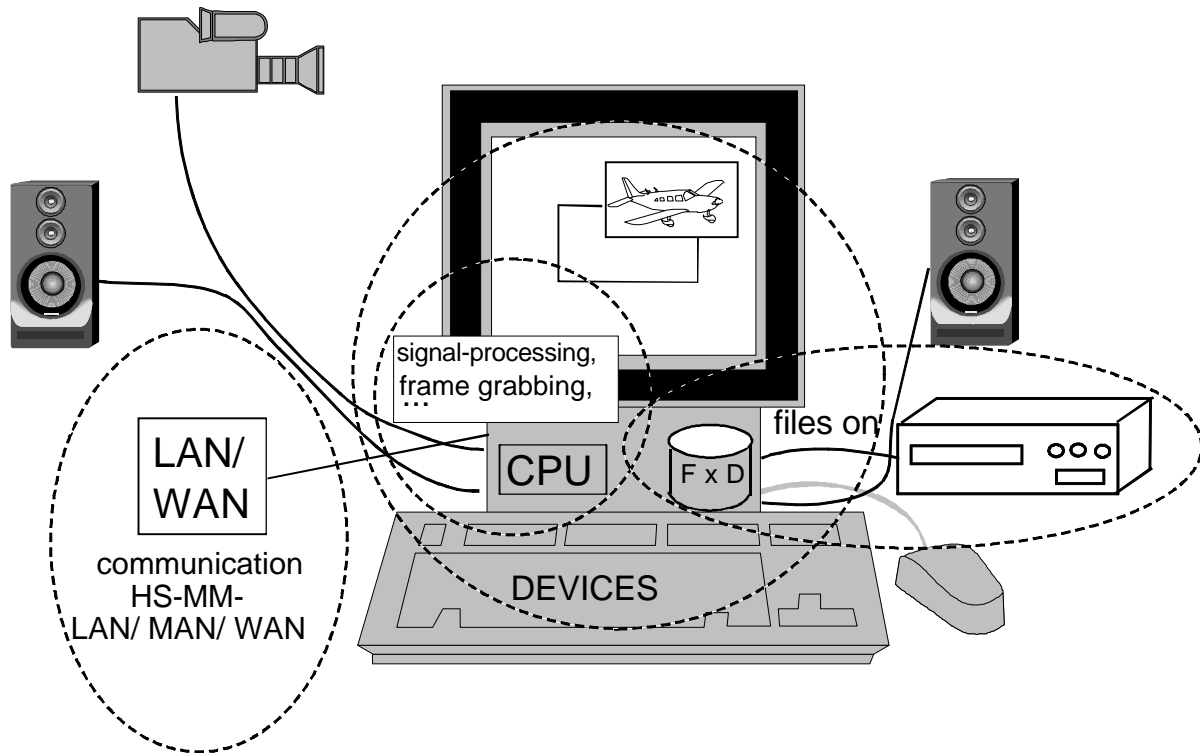 signal-processing,
frame grabbing,
...
files on
LAN/
WAN
CPU
F x D
communication
HS-MM-
LAN/ MAN/ WAN
DEVICES